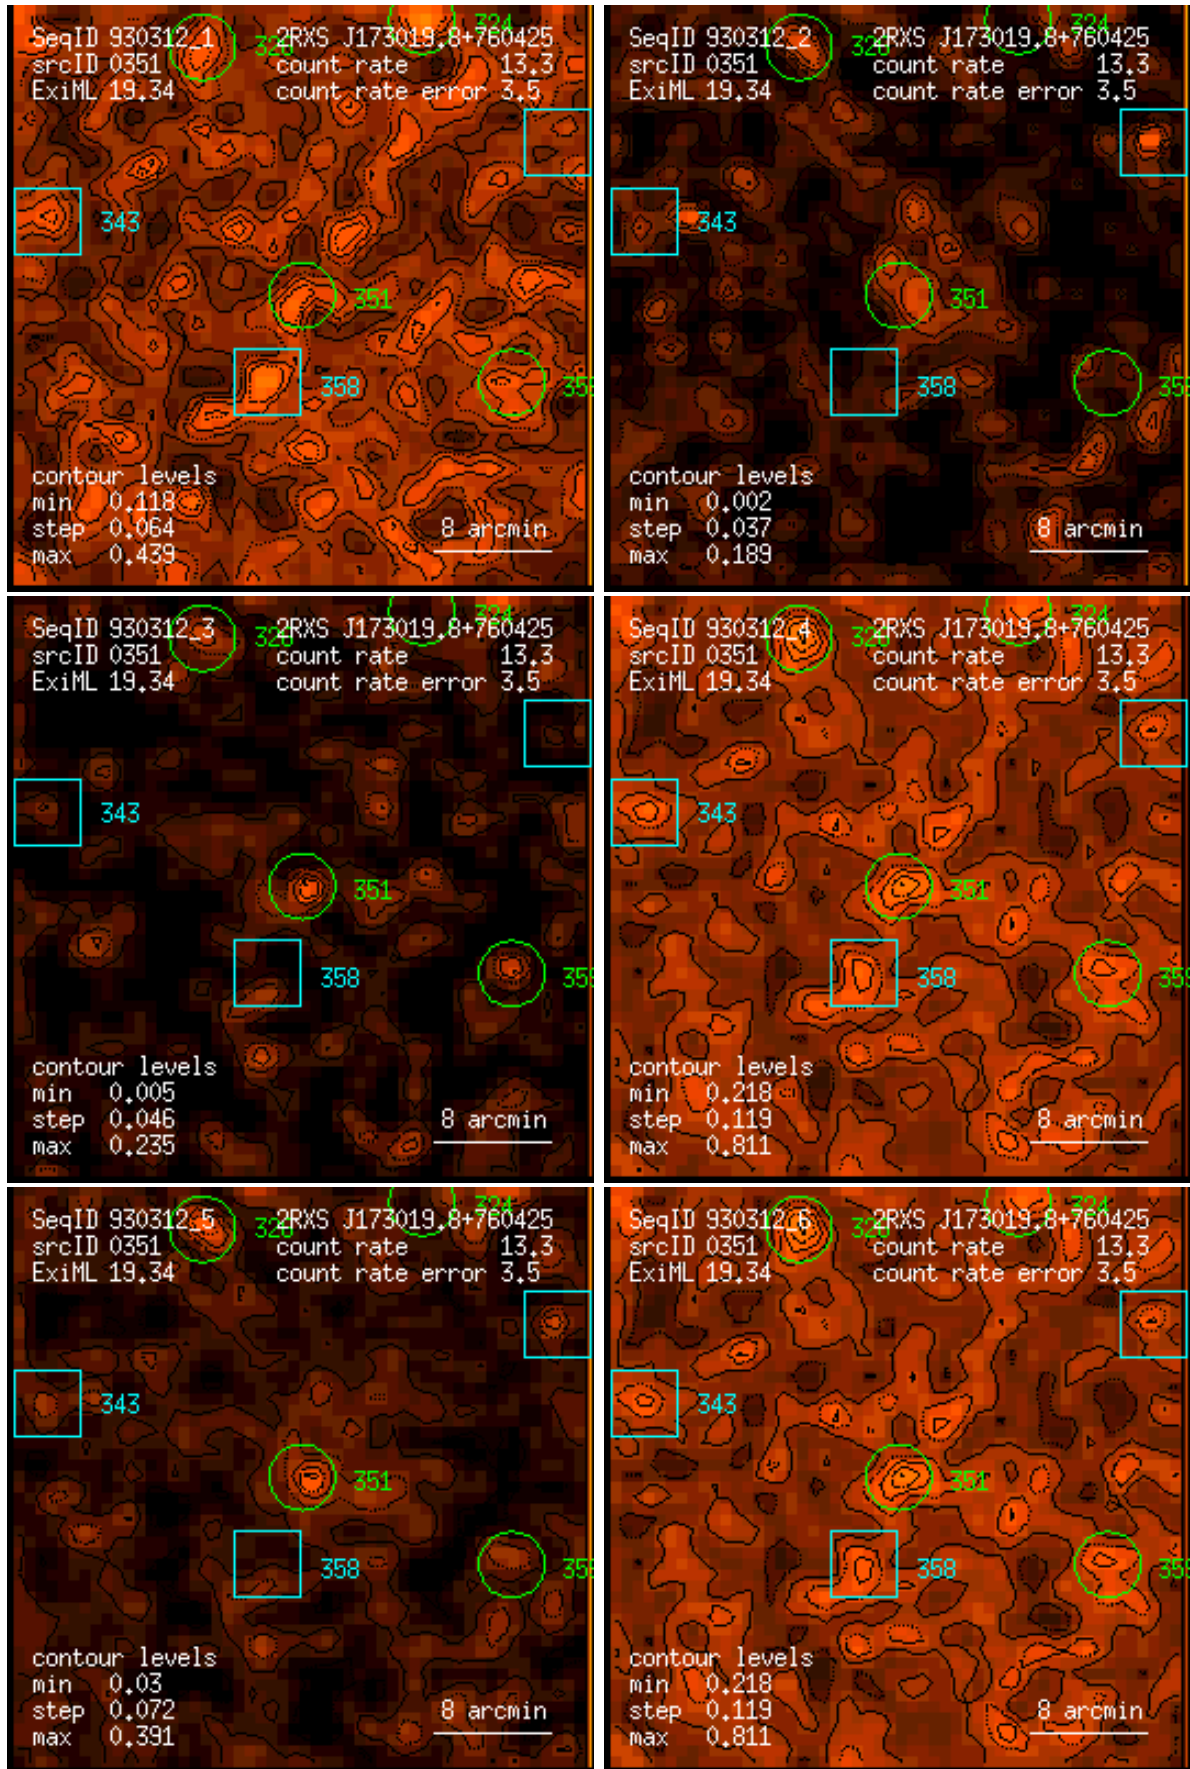 324
SeqID 930312_1 320 2RXS J173019.8+760425
srcID 0351 count rate 13.3
ExiML 19.34 count rate error 3.5
343
351
358
contour levels
min 0.118
step 0.064 8 arcmin
max 0.439
324
SeqID 930312_2 2RXS J173019.8+760425
srcID 0351 count rate 13.3
ExiML 19.34 count rate error 3.5
343
351
358
contour levels
min 0.002
step 0.037 8 arcmin
max 0.189
324
SeqID 930312_3 2RXS J173019.8+760425
srcID 0351 count rate 13.3
ExiML 19.34 count rate error 3.5
343
351
358
contour levels
min 0.005
step 0.046 8 arcmin
max 0.235
324
SeqID 930312_4 2RXS J173019.8+760425
srcID 0351 count rate 13.3
ExiML 19.34 count rate error 3.5
343
351
358
contour levels
min 0.218
step 0.119 8 arcmin
max 0.811
324
SeqID 930312_5 2RXS J173019.8+760425
srcID 0351 count rate 13.3
ExiML 19.34 count rate error 3.5
343
351
358
contour levels
min 0.03
step 0.072 8 arcmin
max 0.391
324
SeqID 930312_6 2RXS J173019.8+760425
srcID 0351 count rate 13.3
ExiML 19.34 count rate error 3.5
343
351
358
contour levels
min 0.218
step 0.119 8 arcmin
max 0.811